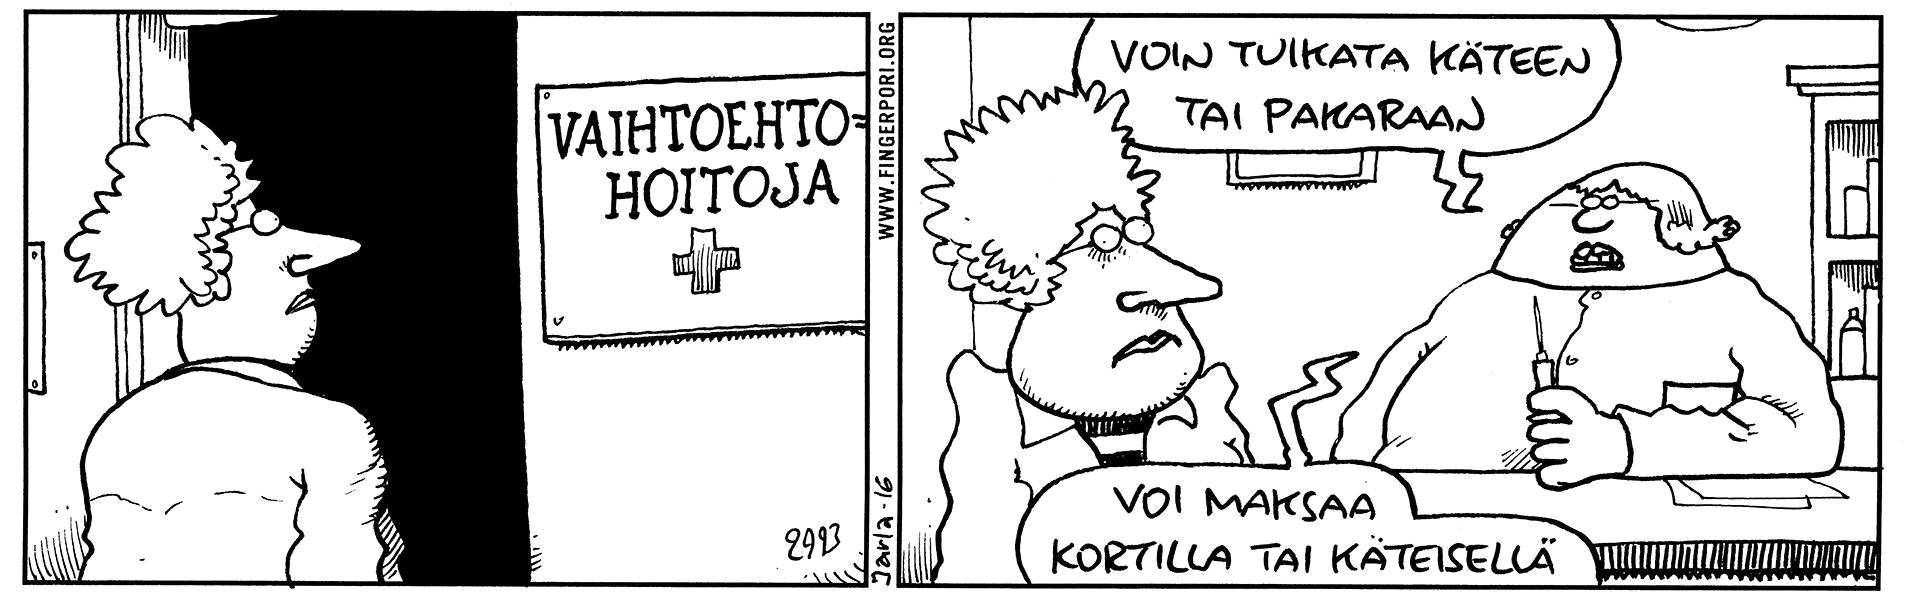 VAIHTOEHTO=
HOITOJA
2993
WWW.FINGERPORI.ORG
Jarla-16
VOIN TUIKATA KÄTEEN
TAI PAKARAAN
VOI MAKSAA
KORTILLA TAI KÄTEISELLÄ